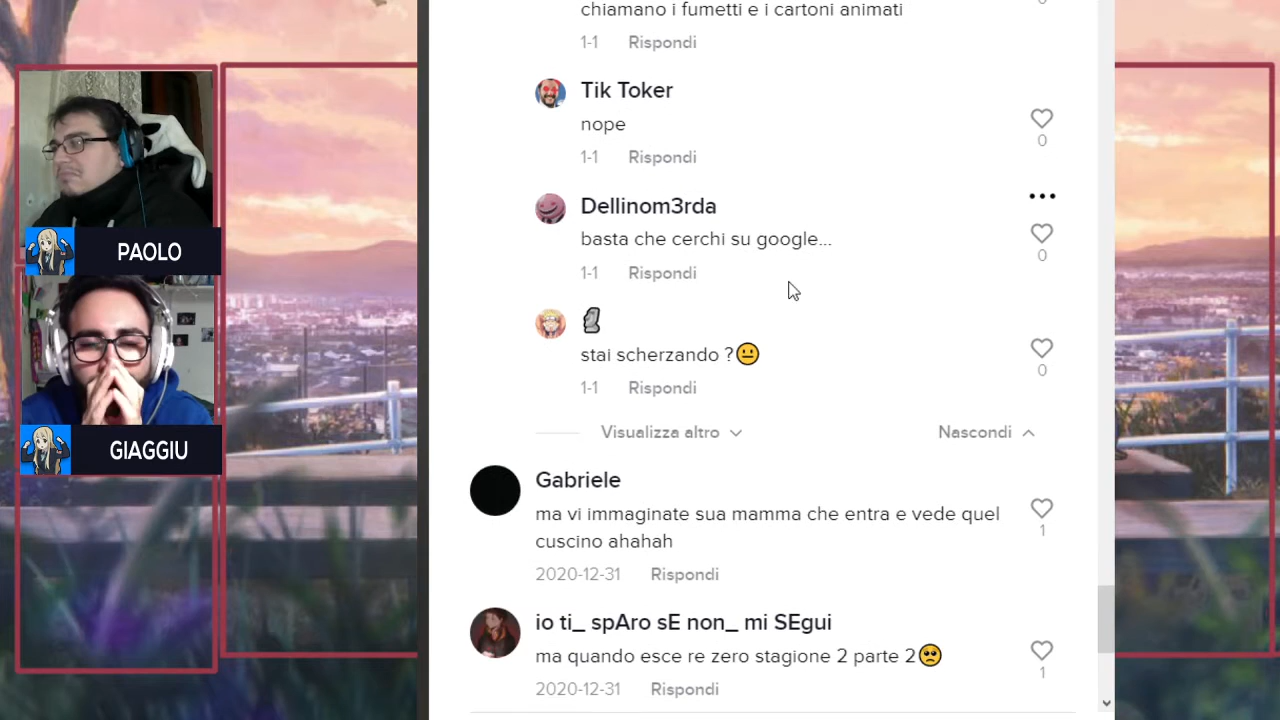 chiamano i fumetti e i cartoni animati
1-1 Rispondi
Tik Toker
nope
0
1-1 Rispondi
Dellinom3rda
basta che cerchi su google...
0
1-1 Rispondi
🗿
stai scherzando ?😐
0
1-1 Rispondi
Visualizza altro Nascondi
Gabriele
ma vi immaginate sua mamma che entra e vede quel
cuscino ahahah
1
2020-12-31 Rispondi
io ti_ spAro sE non_ mi SEgui
ma quando esce re zero stagione 2 parte 2🥺
1
2020-12-31 Rispondi
PAOLO
GIAGGIU